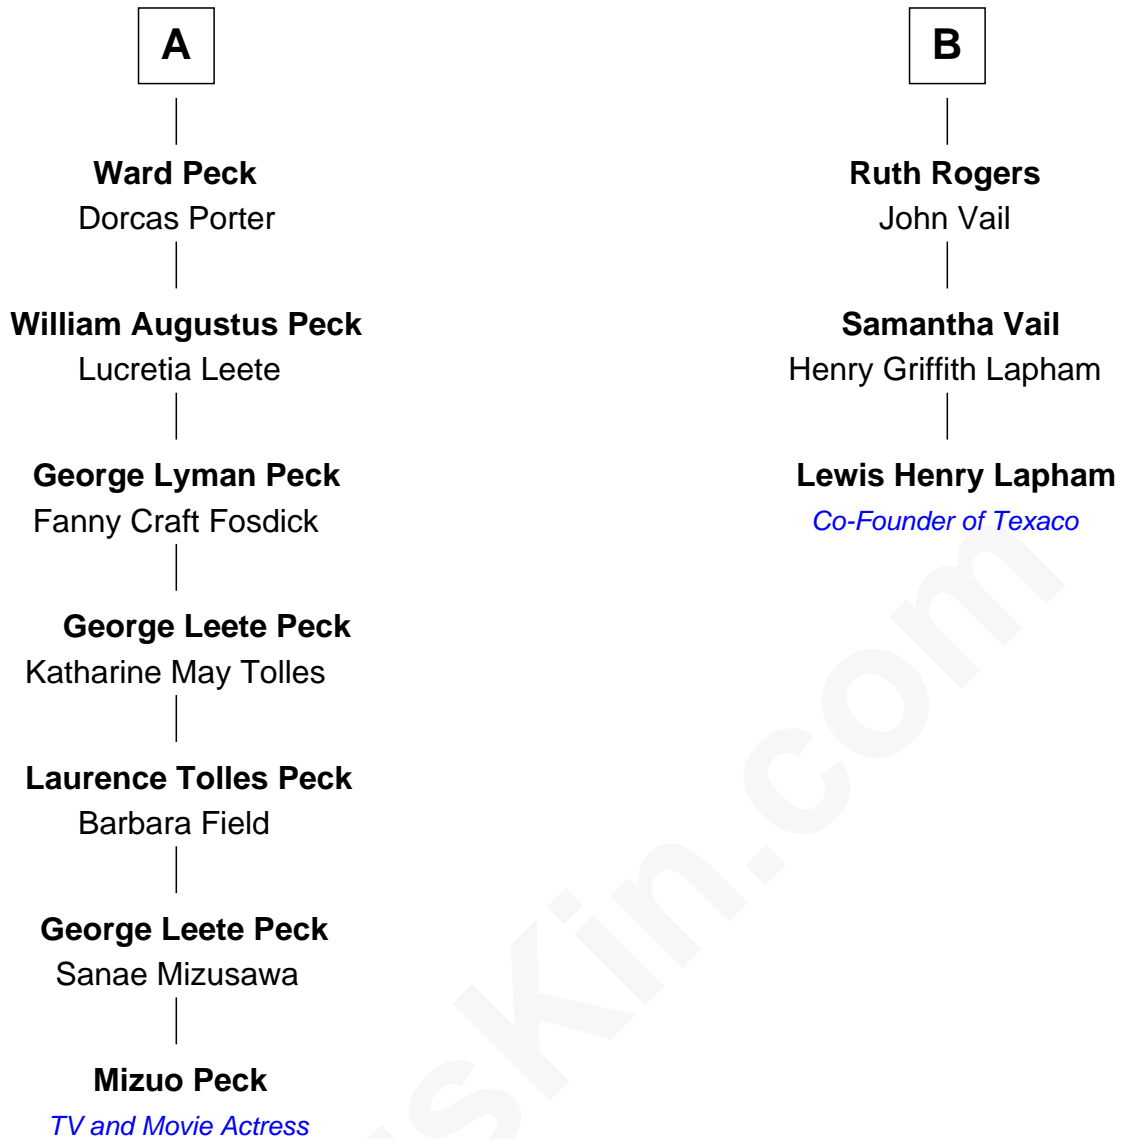 A
Ward Peck
Dorcas Porter
William Augustus Peck
Lucretia Leete
George Lyman Peck
Fanny Craft Fosdick
George Leete Peck
Katharine May Tolles
Laurence Tolles Peck
Barbara Field
George Leete Peck
Sanae Mizusawa
Mizuo Peck
TV and Movie Actress
B
Ruth Rogers
John Vail
Samantha Vail
Henry Griffith Lapham
Lewis Henry Lapham
Co-Founder of Texaco
sKin.com